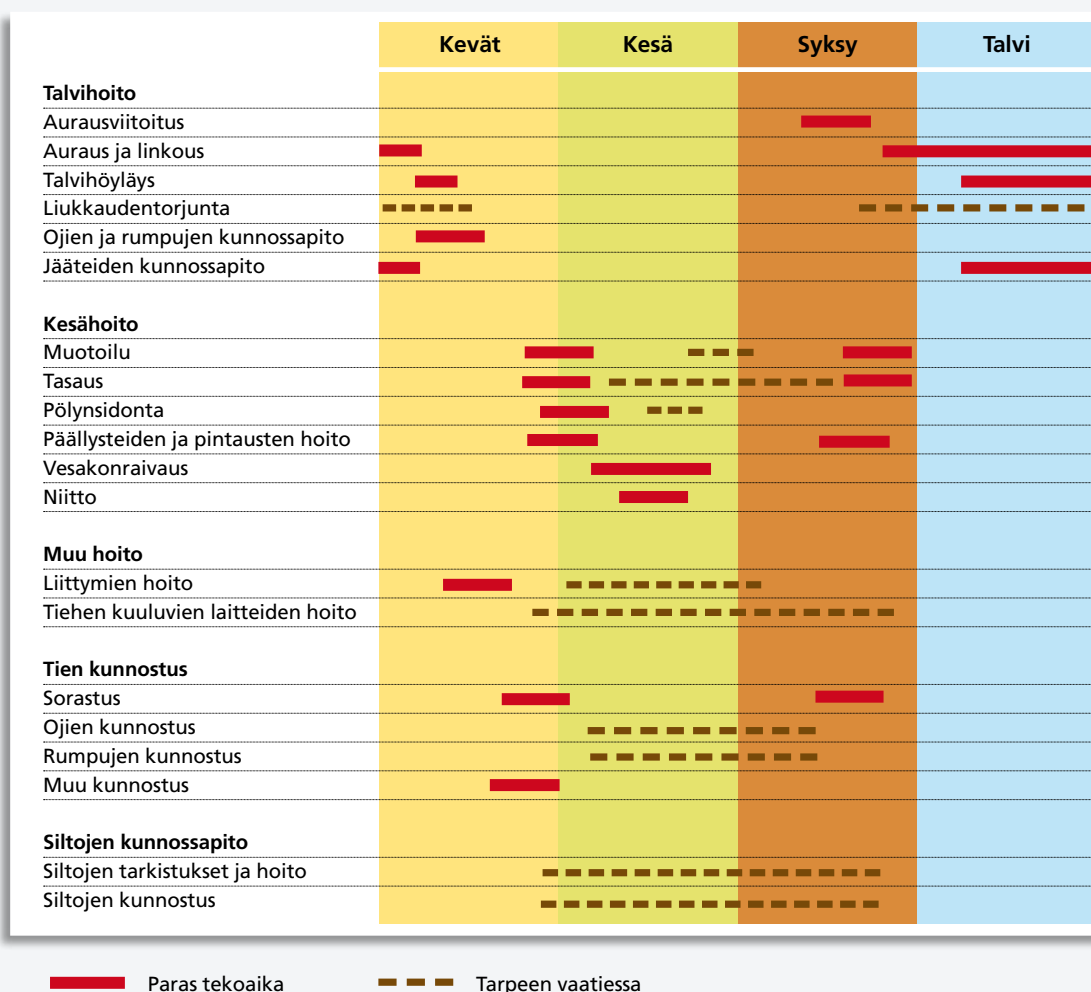 Kevät Kesä Syksy Talvi
Talvihoito
Aurausviitoitus
Auraus ja linkous
Talvihöyläys
Liukkaudentorjunta
Ojien ja rumpujen kunnossapito
Jääteiden kunnossapito
Kesähoito
Muotoilu
Tasaus
Pölynsidonta
Päällysteiden ja pintausten hoito
Vesakonraivaus
Niitto
Muu hoito
Liittymien hoito
Tiehen kuuluvien laitteiden hoito
Tien kunnostus
Sorastus
Ojien kunnostus
Rumpujen kunnostus
Muu kunnostus
Siltojen kunnossapito
Siltojen tarkistukset ja hoito
Siltojen kunnostus
Paras tekoaika Tarpeen vaatiessa